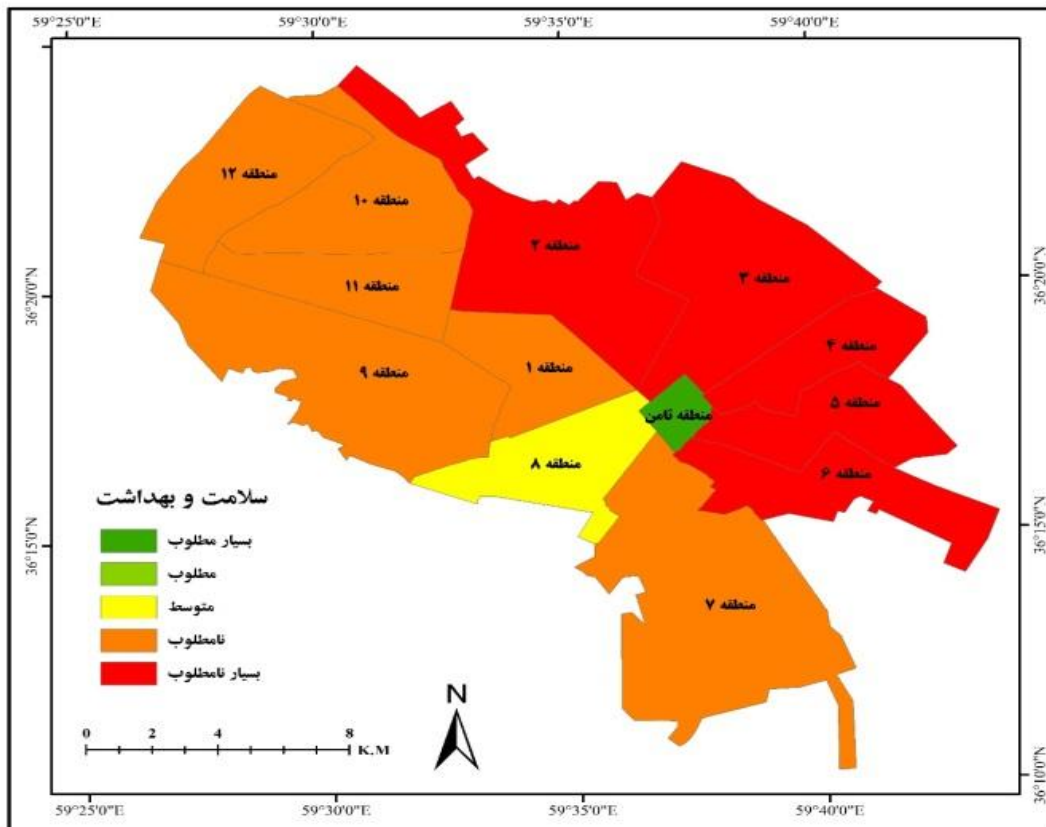 59°25'0"E 59°30'0"E 59°35'0"E 59°40'0"E
36°20'0"N
36°15'0"N
36°20'0"N
36°15'0"N
36°10'0"N
منطقه ۱۲
منطقه ۱۰
منطقه ۲
منطقه ۳
منطقه ۱۱
منطقه ۴
منطقه ۱
منطقه ۹
منطقه ۵
منطقه ثامن
منطقه ۸
منطقه ۶
منطقه ۷
سلامت و بهداشت
بسیار مطلوب
مطلوب
متوسط
نامطلوب
بسیار نامطلوب
0 2 4 8
K.M
N
59°25'0"E 59°30'0"E 59°35'0"E 59°40'0"E